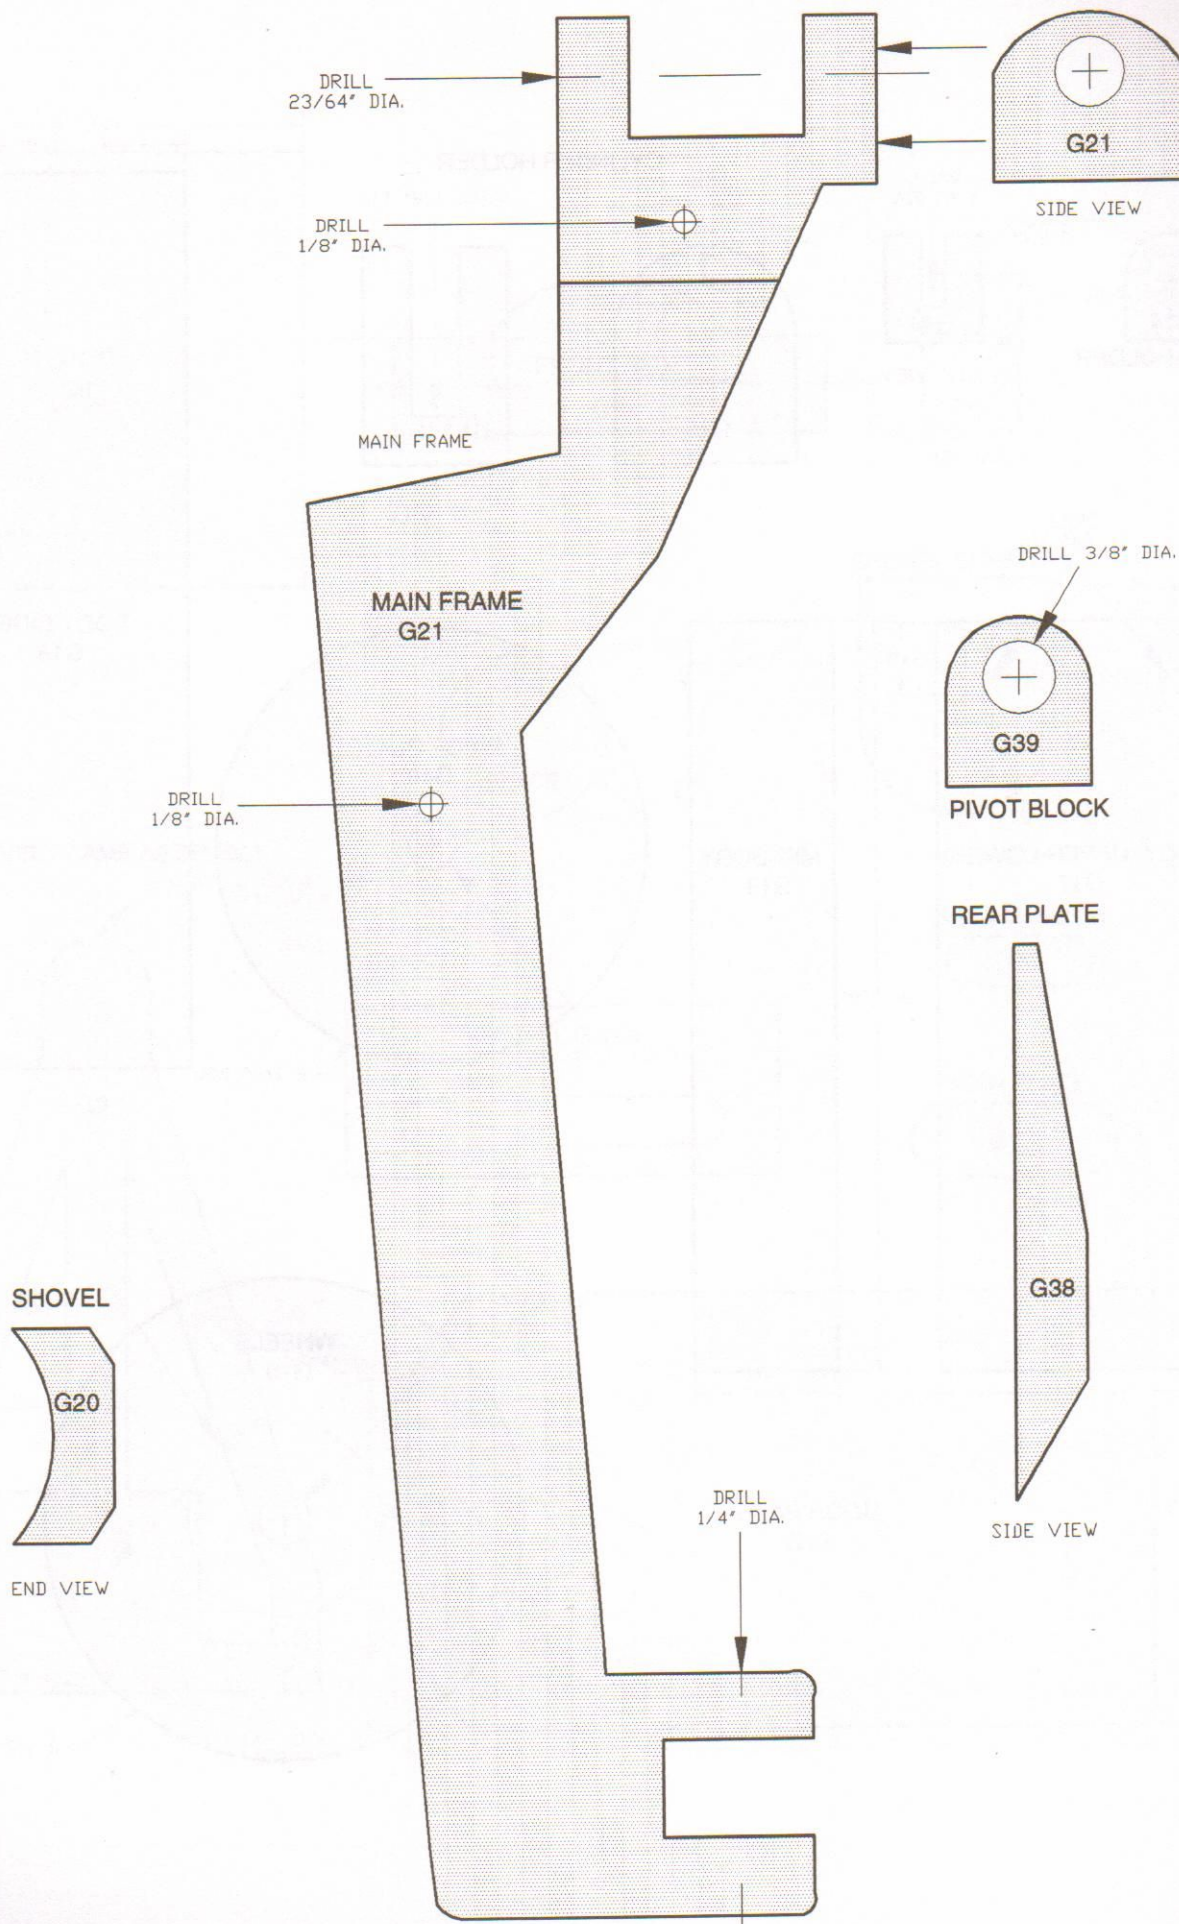 DRILL
23/64" DIA.
G21
SIDE VIEW
DRILL
1/8" DIA.
MAIN FRAME
DRILL 3/8" DIA.
MAIN FRAME
G21
G39
PIVOT BLOCK
DRILL
1/8" DIA.
REAR PLATE
G38
SHOVEL
G20
DRILL
1/4" DIA.
SIDE VIEW
END VIEW